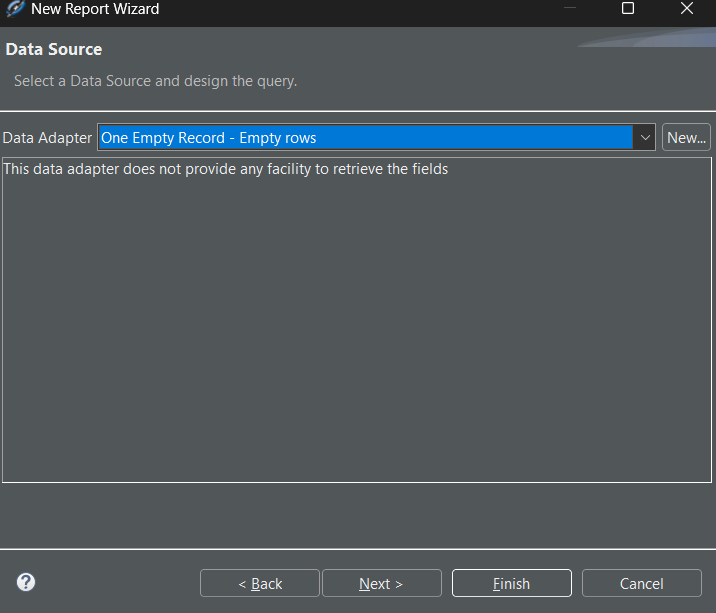 New Report Wizard
Data Source
Select a Data Source and design the query.
Data Adapter One Empty Record - Empty rows New...
This data adapter does not provide any facility to retrieve the fields
? < Back Next > Finish Cancel